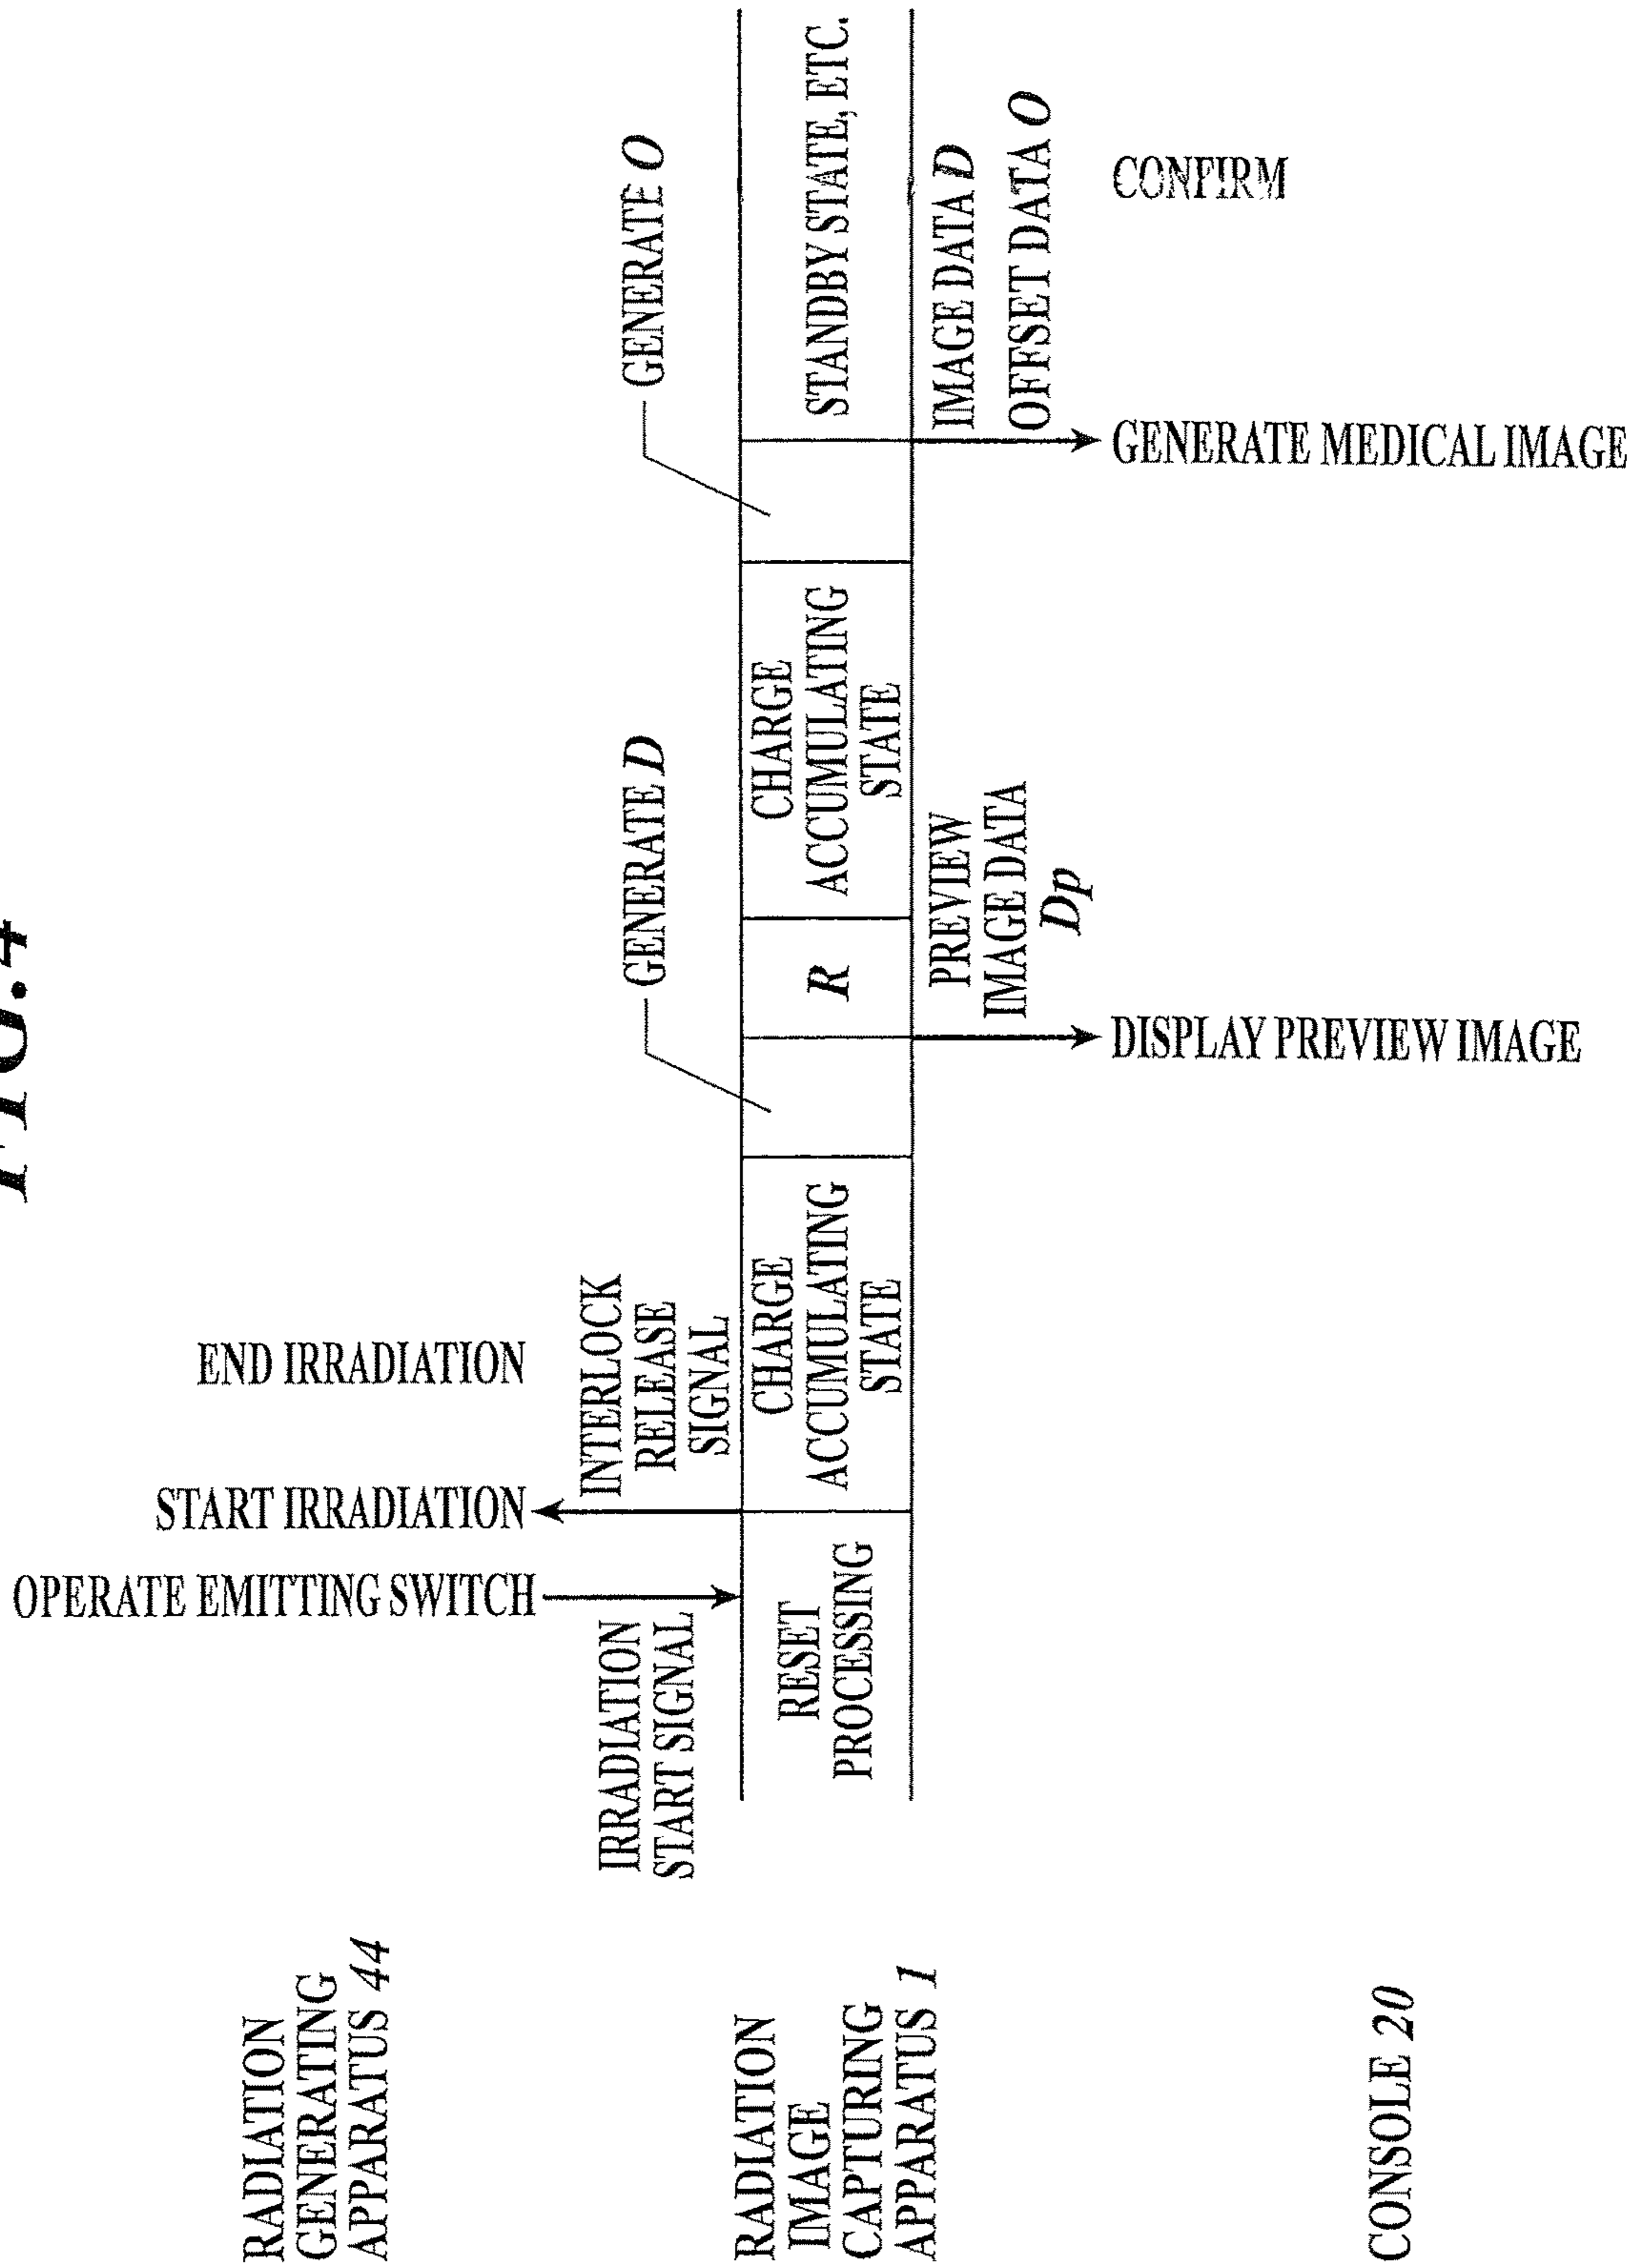 FIG.4
RADIATION
GENERATING
APPARATUS 44
OPERATE EMITTING SWITCH
START IRRADIATION
END IRRADIATION
IRRADIATION
START SIGNAL
INTERLOCK
RELEASE
SIGNAL
GENERATE D
GENERATE O
RADIATION
IMAGE
CAPTURING
APPARATUS 1
RESET
PROCESSING
CHARGE
ACCUMULATING
STATE
R
CHARGE
ACCUMULATING
STATE
STANDBY STATE, ETC.
PREVIEW
IMAGE DATA
Dp
IMAGE DATA D
OFFSET DATA O
CONSOLE 20
DISPLAY PREVIEW IMAGE
GENERATE MEDICAL IMAGE
CONFIRM